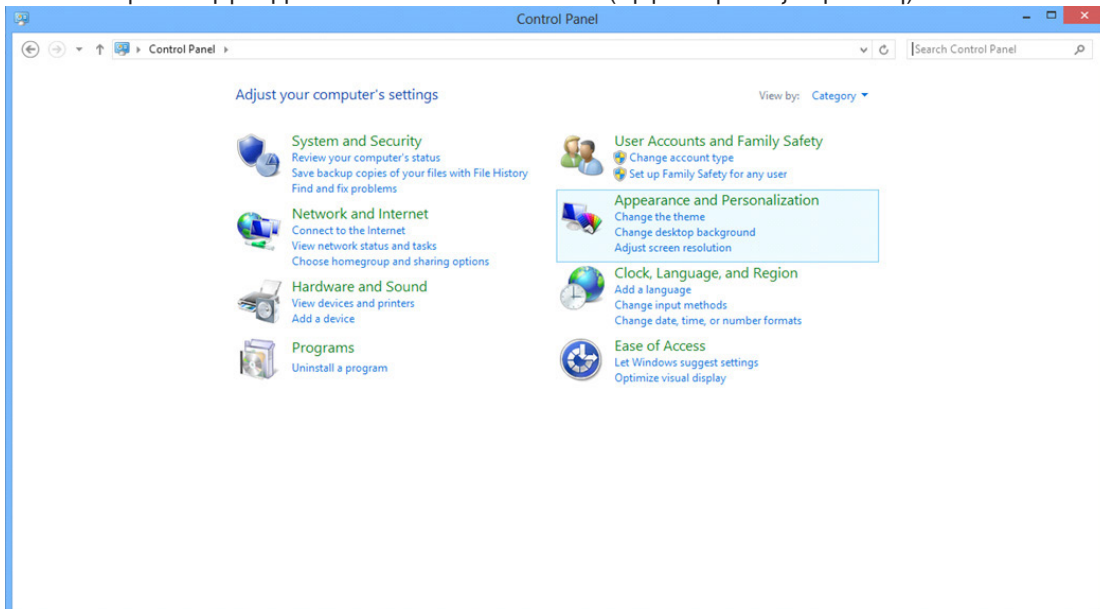 Control Panel
Control Panel
Search Control Panel
Adjust your computer's settings
View by: Category
System and Security
Review your computer's status
Save backup copies of your files with File History
Find and fix problems
Network and Internet
Connect to the Internet
View network status and tasks
Choose homegroup and sharing options
Hardware and Sound
View devices and printers
Add a device
Programs
Uninstall a program
User Accounts and Family Safety
Change account type
Set up Family Safety for any user
Appearance and Personalization
Change the theme
Change desktop background
Adjust screen resolution
Clock, Language, and Region
Add a language
Change input methods
Change date, time, or number formats
Ease of Access
Let Windows suggest settings
Optimize visual display